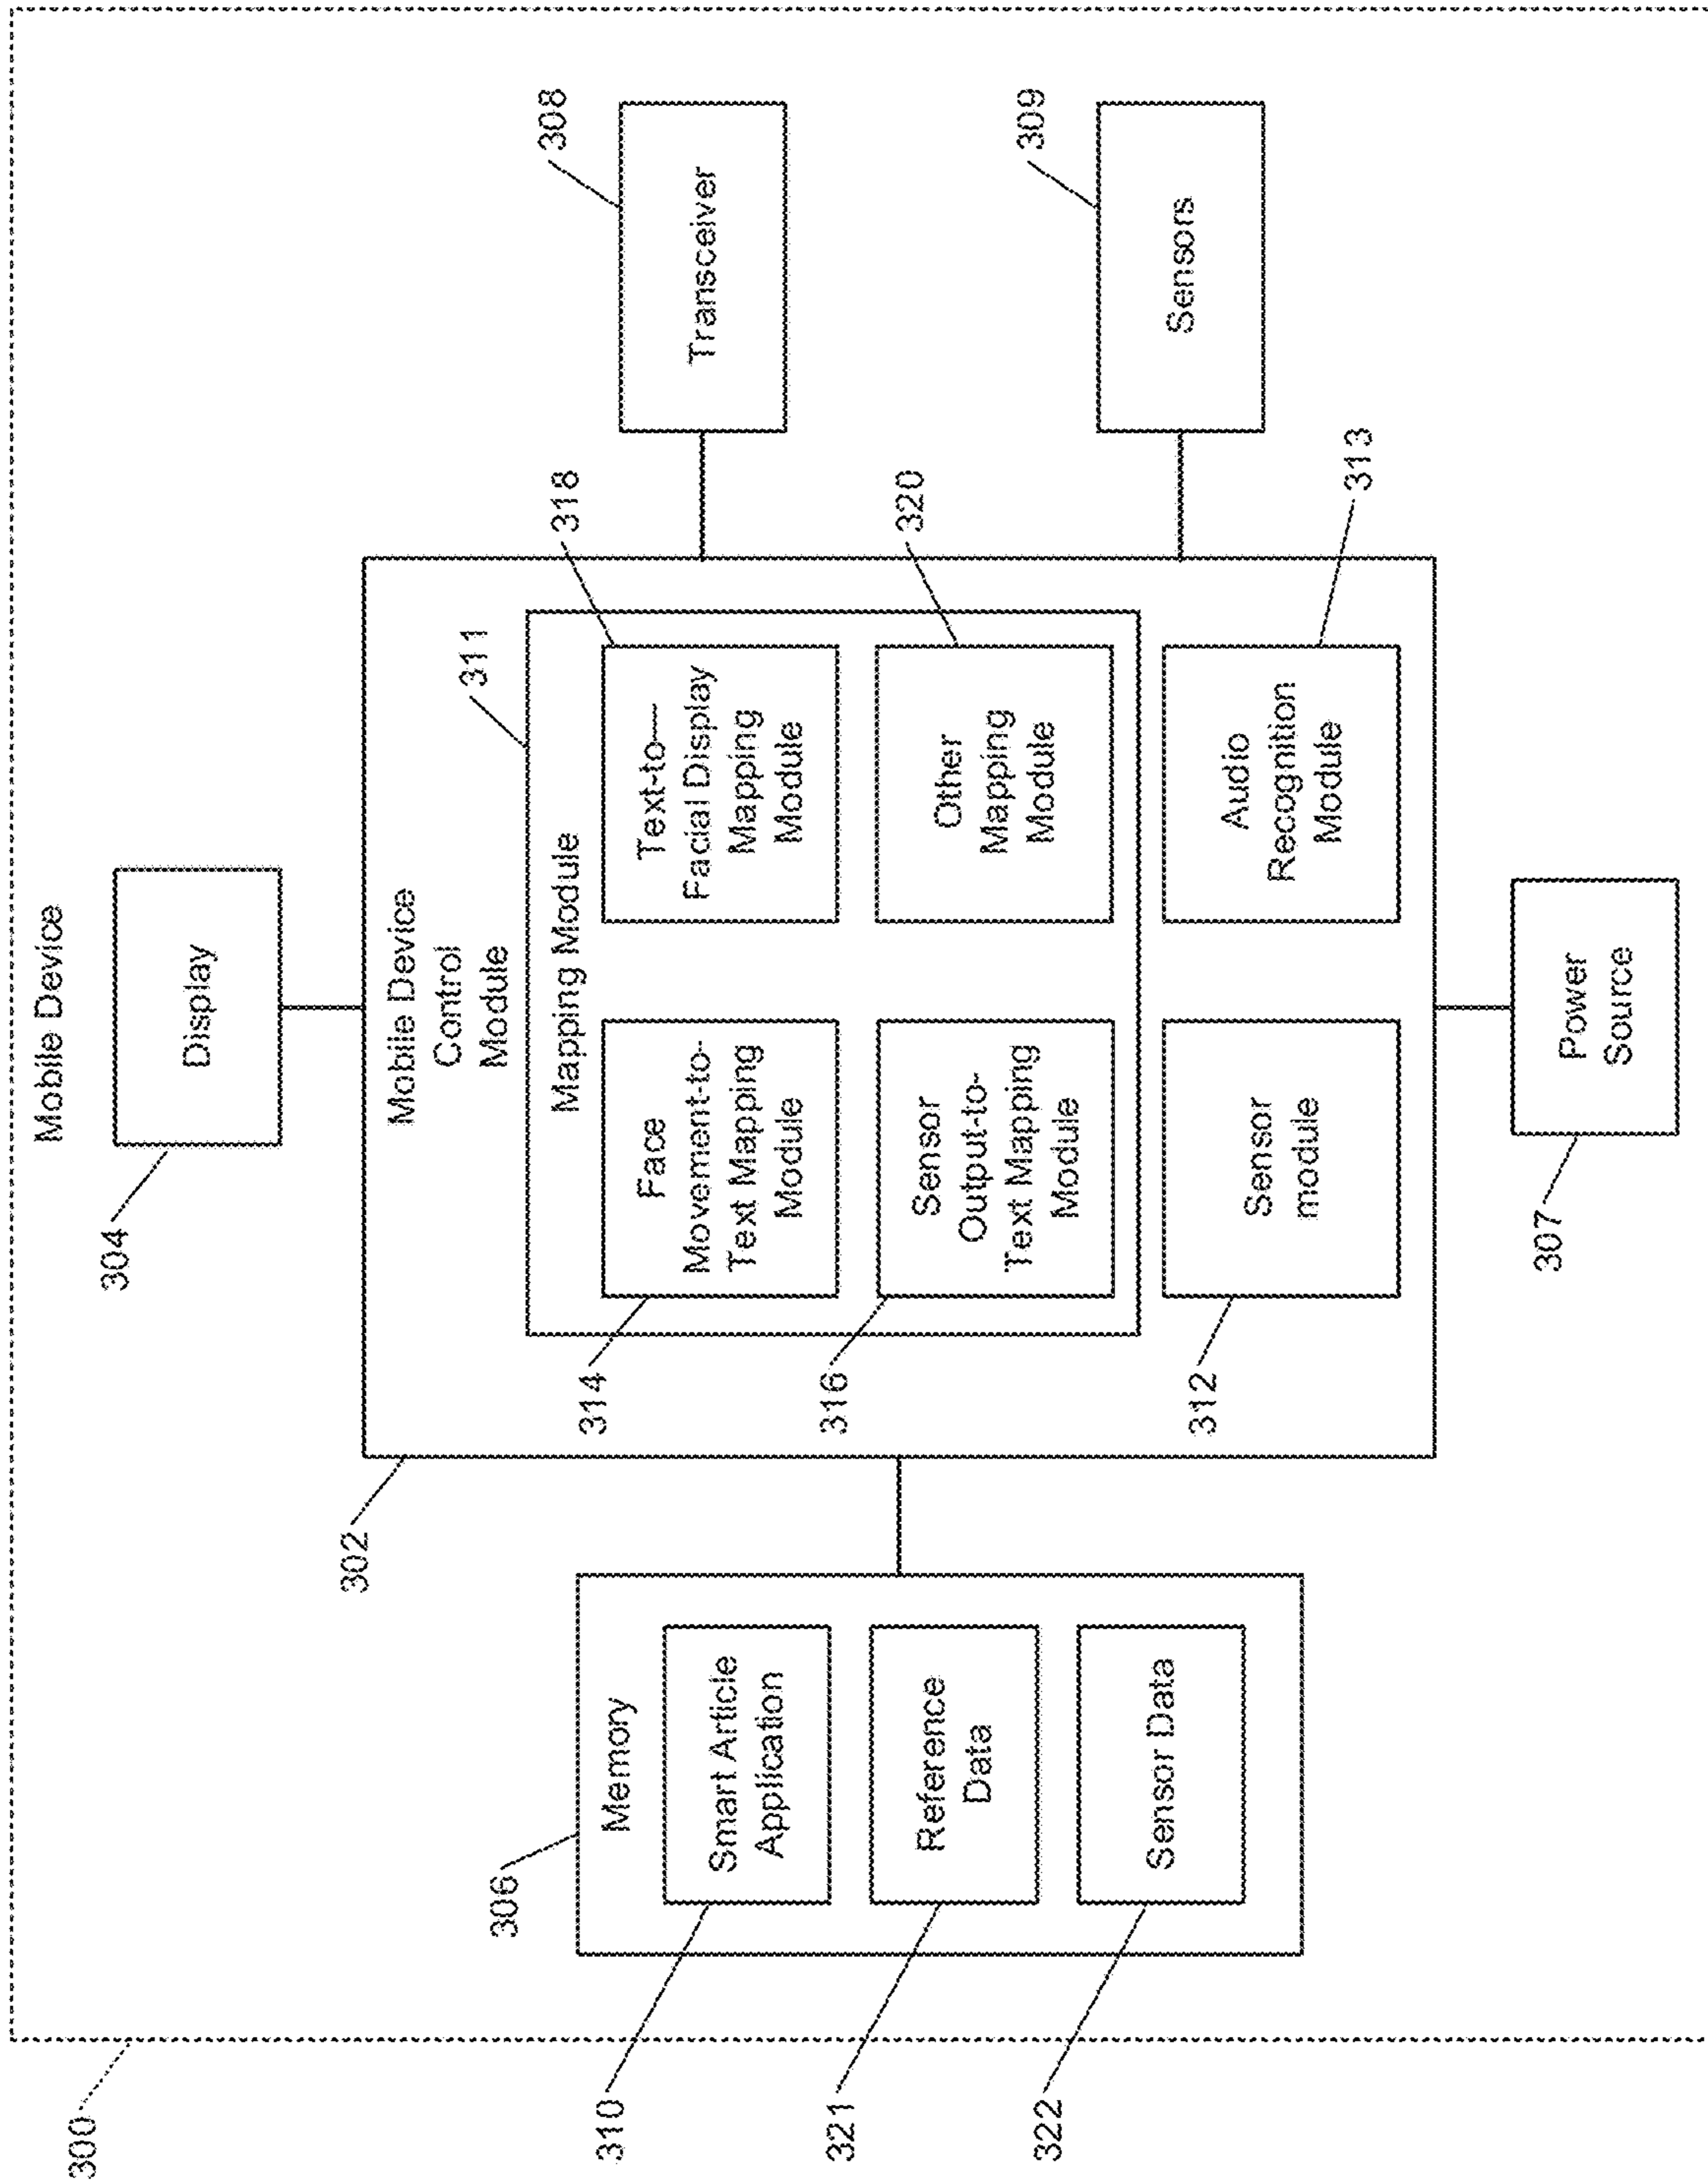 300
Mobile Device
304
Display
302
Mobile Device
Control
Module
311
Mapping Module
314
Face
Movement-to-
Text Mapping
Module
318
Text-to—
Facial Display
Mapping
Module
316
Sensor
Output-to-
Text Mapping
Module
320
Other
Mapping
Module
312
Sensor
module
313
Audio
Recognition
Module
306
Memory
310
Smart Article
Application
321
Reference
Data
322
Sensor Data
308
Transceiver
309
Sensors
307
Power
Source